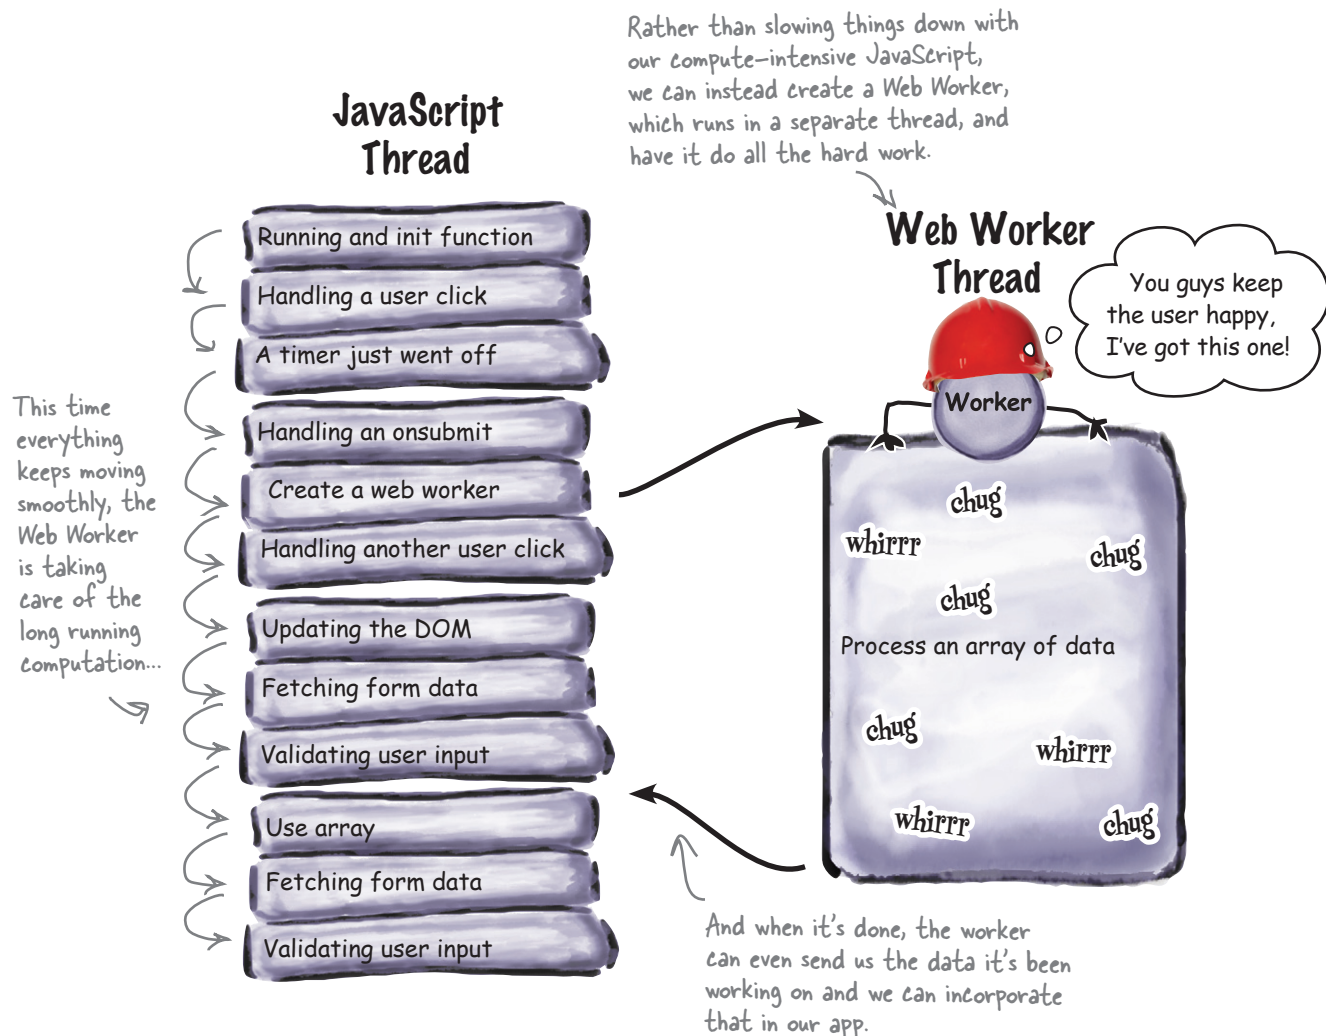 Rather than slowing things down with
our compute-intensive JavaScript,
we can instead create a Web Worker,
which runs in a separate thread, and
have it do all the hard work.
JavaScript
Thread
Running and init function
Handling a user click
A timer just went off
Handling an onsubmit
Create a web worker
Handling another user click
Updating the DOM
Fetching form data
Validating user input
Use array
Fetching form data
Validating user input
This time
everything
keeps moving
smoothly, the
Web Worker
is taking
care of the
long running
computation...
Web Worker
Thread
You guys keep
the user happy,
I've got this one!
Worker
chug
whirrr
chug
chug
Process an array of data
chug
whirrr
whirrr
chug
And when it's done, the worker
can even send us the data it's been
working on and we can incorporate
that in our app.